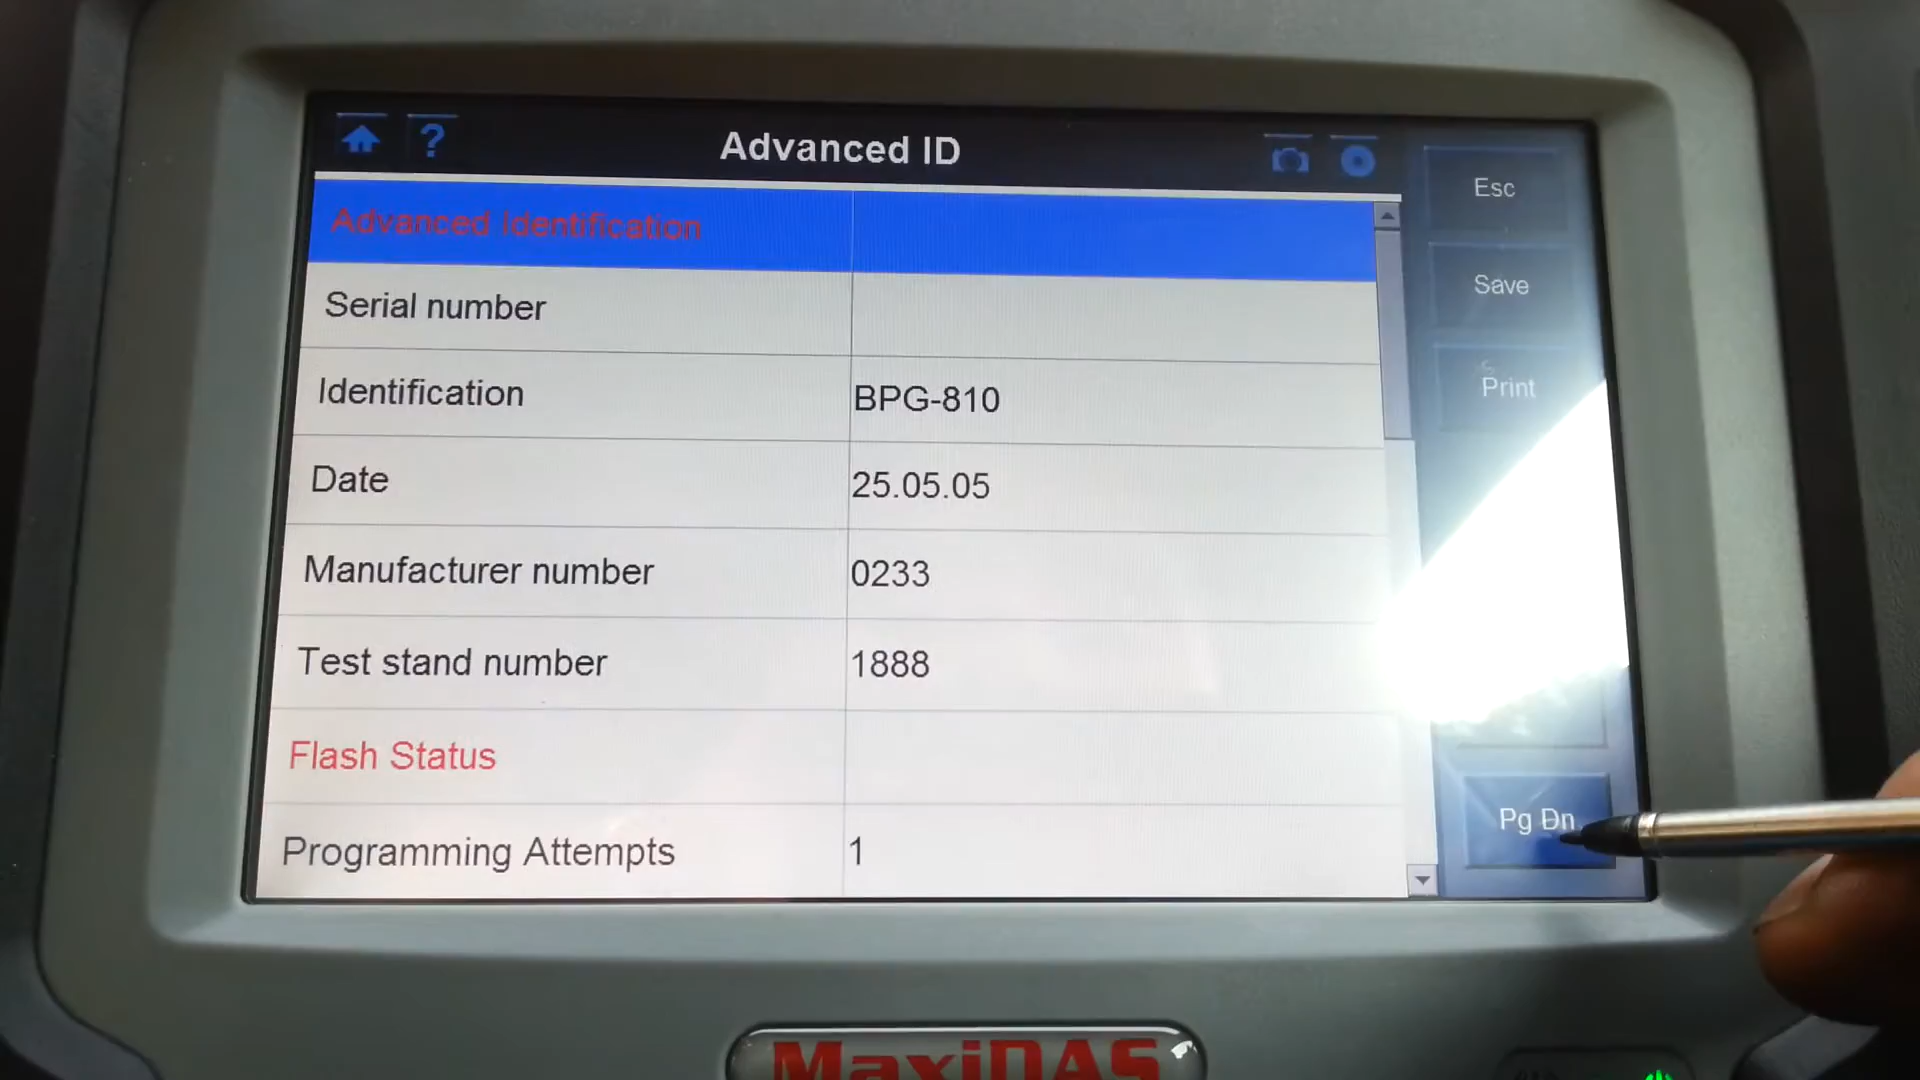 ?
Advanced ID
Esc
Advanced Identification
Save
Serial number
Print
Identification BPG-810
Date 25.05.05
Manufacturer number 0233
Test stand number 1888
Flash Status
Pg Dn
Programming Attempts 1
MaxiDAS